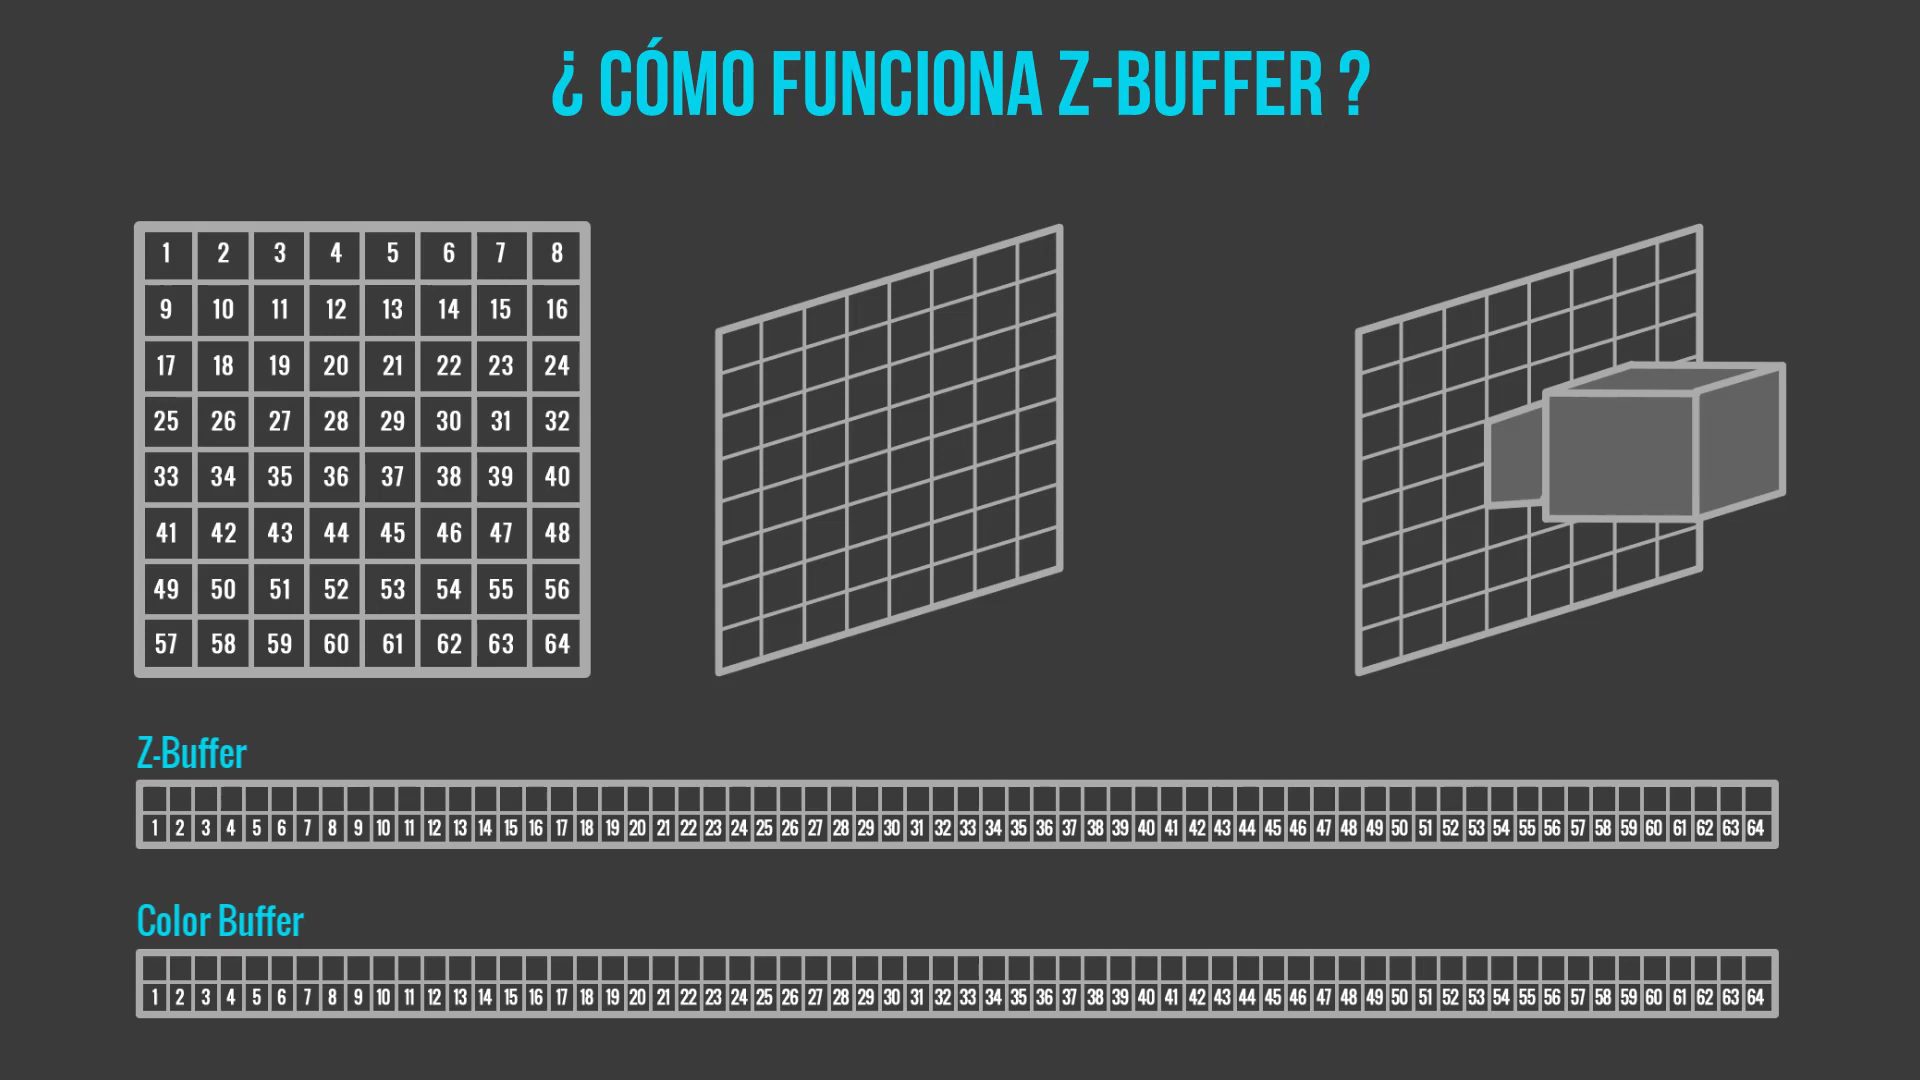 ¿ CÓMO FUNCIONA Z-BUFFER ?
1 2 3 4 5 6 7 8
9 10 11 12 13 14 15 16
17 18 19 20 21 22 23 24
25 26 27 28 29 30 31 32
33 34 35 36 37 38 39 40
41 42 43 44 45 46 47 48
49 50 51 52 53 54 55 56
57 58 59 60 61 62 63 64
Z-Buffer
1 2 3 4 5 6 7 8 9 10 11 12 13 14 15 16 17 18 19 20 21 22 23 24 25 26 27 28 29 30 31 32 33 34 35 36 37 38 39 40 41 42 43 44 45 46 47 48 49 50 51 52 53 54 55 56 57 58 59 60 61 62 63 64
Color Buffer
1 2 3 4 5 6 7 8 9 10 11 12 13 14 15 16 17 18 19 20 21 22 23 24 25 26 27 28 29 30 31 32 33 34 35 36 37 38 39 40 41 42 43 44 45 46 47 48 49 50 51 52 53 54 55 56 57 58 59 60 61 62 63 64